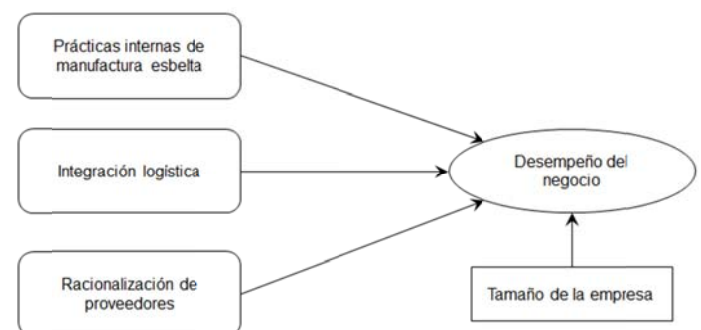 Prácticas internas de
manufactura esbelta
Integración logística
Desempeño del
negocio
Racionalización de
proveedores
Tamaño de la empresa